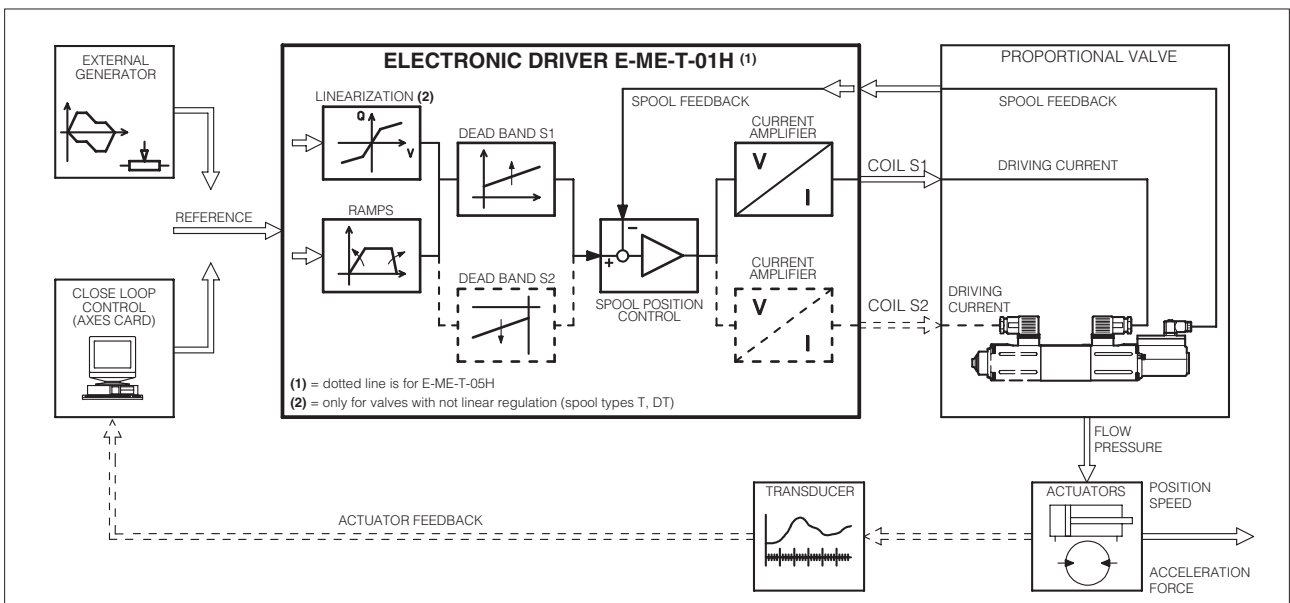 EXTERNAL
GENERATOR
REFERENCE
CLOSE LOOP
CONTROL
(AXES CARD)
ELECTRONIC DRIVER E-ME-T-01H (1)
LINEARIZATION (2)
Q
V
RAMPS
DEAD BAND S1
DEAD BAND S2
SPOOL FEEDBACK
+
−
SPOOL POSITION
CONTROL
CURRENT
AMPLIFIER
V
I
CURRENT
AMPLIFIER
V
I
(1) = dotted line is for E-ME-T-05H
(2) = only for valves with not linear regulation (spool types T, DT)
COIL S1
COIL S2
PROPORTIONAL VALVE
SPOOL FEEDBACK
DRIVING CURRENT
DRIVING
CURRENT
FLOW
PRESSURE
ACTUATORS
POSITION
SPEED
ACCELERATION
FORCE
TRANSDUCER
ACTUATOR FEEDBACK